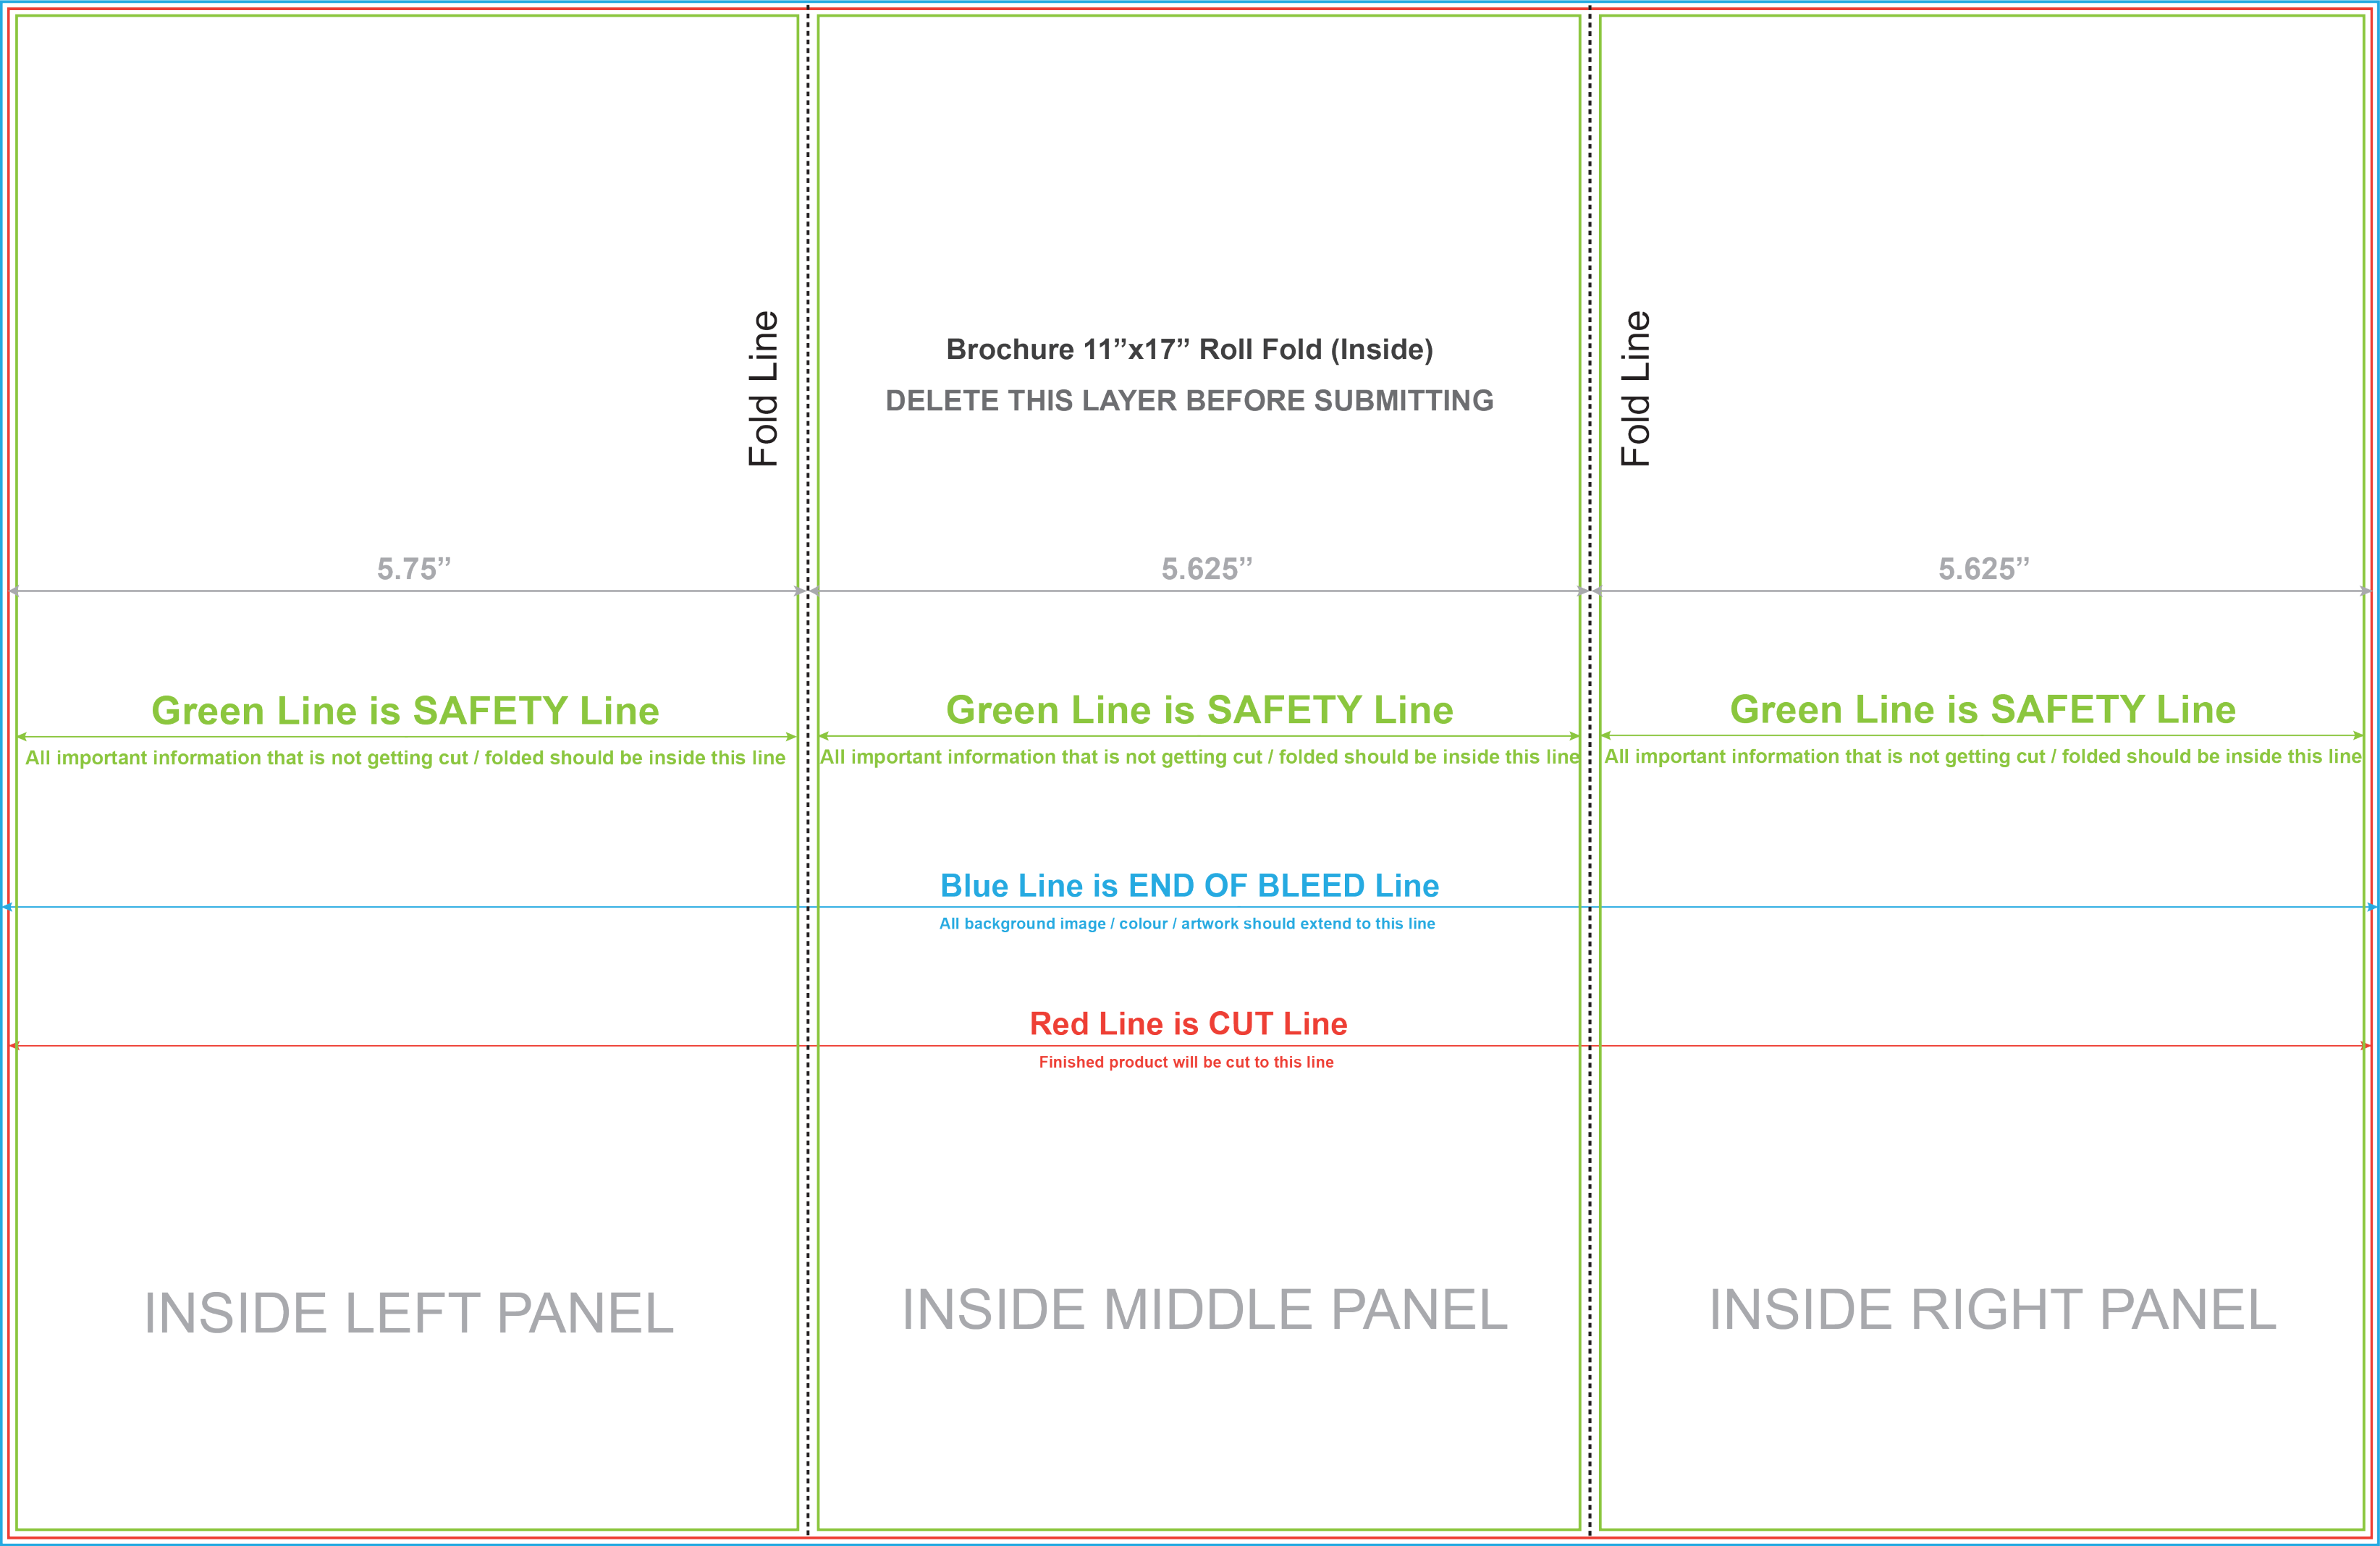 Fold Line
Brochure 11”x17” Roll Fold (Inside)
DELETE THIS LAYER BEFORE SUBMITTING
Fold Line
5.75”
5.625”
5.625”
Green Line is SAFETY Line
All important information that is not getting cut / folded should be inside this line
Green Line is SAFETY Line
All important information that is not getting cut / folded should be inside this line
Green Line is SAFETY Line
All important information that is not getting cut / folded should be inside this line
Blue Line is END OF BLEED Line
All background image / colour / artwork should extend to this line
Red Line is CUT Line
Finished product will be cut to this line
INSIDE LEFT PANEL
INSIDE MIDDLE PANEL
INSIDE RIGHT PANEL